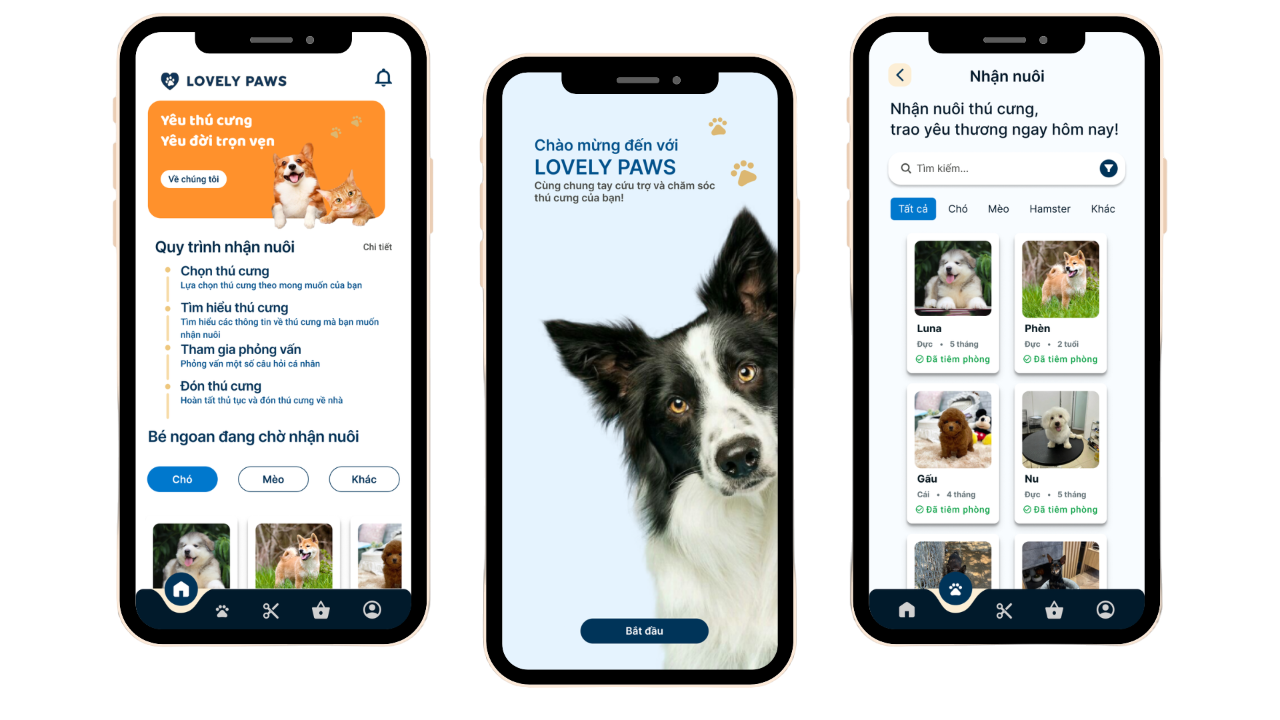 LOVELY PAWS
Yêu thú cưng
Yêu đời trọn vẹn
Về chúng tôi
Quy trình nhận nuôi
Chi tiết
Chọn thú cưng
Lựa chọn thú cưng theo mong muốn của bạn
Tìm hiểu thú cưng
Tìm hiểu các thông tin về thú cưng mà bạn muốn
nhận nuôi
Tham gia phỏng vấn
Phỏng vấn một số câu hỏi cá nhân
Đón thú cưng
Hoàn tất thủ tục và đón thú cưng về nhà
Bé ngoan đang chờ nhận nuôi
Chó
Mèo
Khác
Chào mừng đến với
LOVELY PAWS
Cùng chung tay cứu trợ và chăm sóc
thú cưng của bạn!
Bắt đầu
Nhận nuôi
Nhận nuôi thú cưng,
trao yêu thương ngay hôm nay!
Tìm kiếm...
Tất cả
Chó
Mèo
Hamster
Khác
Luna
Đực • 5 tháng
Đã tiêm phòng
Phèn
Đực • 2 tuổi
Đã tiêm phòng
Gấu
Cái • 4 tháng
Đã tiêm phòng
Nu
Đực • 5 tháng
Đã tiêm phòng